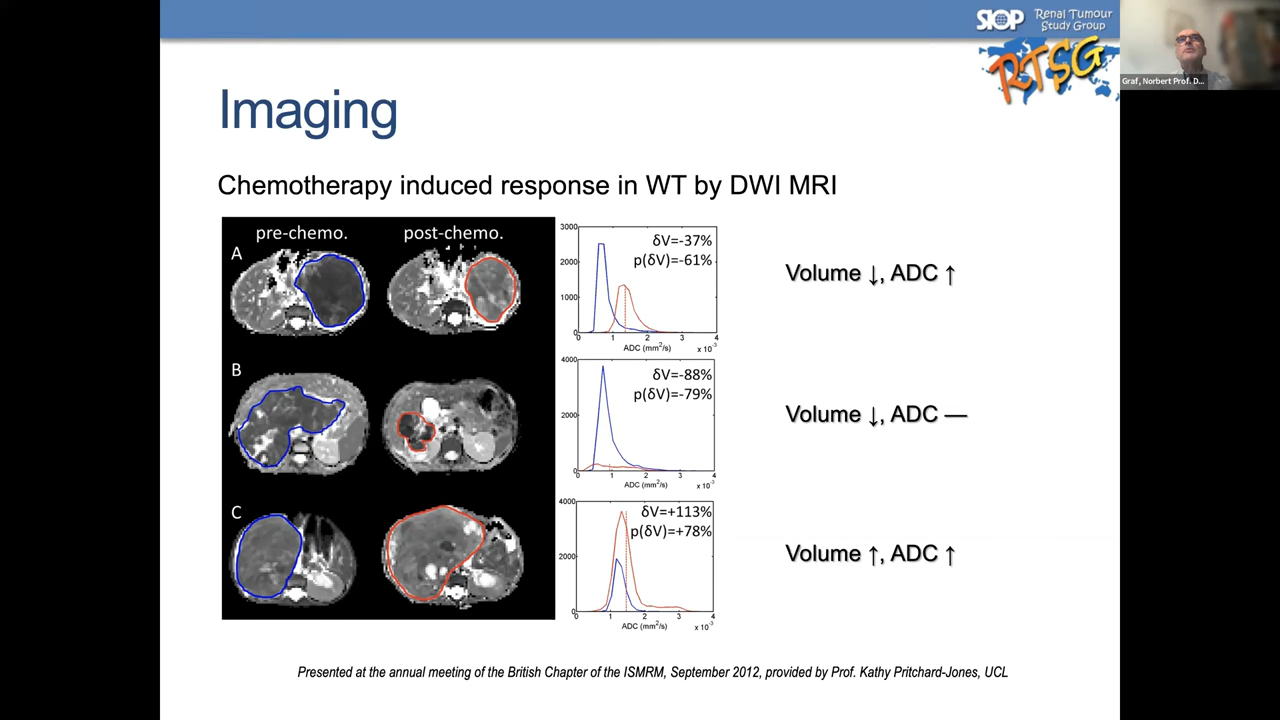 SIOP Renal Tumour
Study Group
RTSG
Graf, Norbert Prof. D...
Imaging
Chemotherapy induced response in WT by DWI MRI
pre-chemo. post-chemo.
A
3000
2000
1000
0
0 1 2 3 4
ADC (mm²/s) x 10⁻³
δV=-37%
p(δV)=-61%
Volume ↓, ADC ↑
B
4000
2000
0
0 1 2 3 4
ADC (mm²/s) x 10⁻³
δV=-88%
p(δV)=-79%
Volume ↓, ADC —
C
4000
2000
0
0 1 2 3 4
ADC (mm²/s) x 10⁻³
δV=+113%
p(δV)=+78%
Volume ↑, ADC ↑
Presented at the annual meeting of the British Chapter of the ISMRM, September 2012, provided by Prof. Kathy Pritchard-Jones, UCL